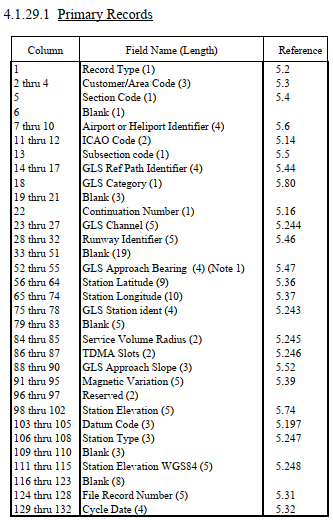 4.1.29.1 Primary Records
Column Field Name (Length) Reference
1 Record Type (1) 5.2
2 thru 4 Customer/Area Code (3) 5.3
5 Section Code (1) 5.4
6 Blank (1)
7 thru 10 Airport or Heliport Identifier (4) 5.6
11 thru 12 ICAO Code (2) 5.14
13 Subsection code (1) 5.5
14 thru 17 GLS Ref Path Identifier (4) 5.44
18 GLS Category (1) 5.80
19 thru 21 Blank (3)
22 Continuation Number (1) 5.16
23 thru 27 GLS Channel (5) 5.244
28 thru 32 Runway Identifier (5) 5.46
33 thru 51 Blank (19)
52 thru 55 GLS Approach Bearing (4) (Note 1) 5.47
56 thru 64 Station Latitude (9) 5.36
65 thru 74 Station Longitude (10) 5.37
75 thru 78 GLS Station ident (4) 5.243
79 thru 83 Blank (5)
84 thru 85 Service Volume Radius (2) 5.245
86 thru 87 TDMA Slots (2) 5.246
88 thru 90 GLS Approach Slope (3) 5.52
91 thru 95 Magnetic Variation (5) 5.39
96 thru 97 Reserved (2)
98 thru 102 Station Elevation (5) 5.74
103 thru 105 Datum Code (3) 5.197
106 thru 108 Station Type (3) 5.247
109 thru 110 Blank (3)
111 thru 115 Station Elevation WGS84 (5) 5.248
116 thru 123 Blank (8)
124 thru 128 File Record Number (5) 5.31
129 thru 132 Cycle Date (4) 5.32